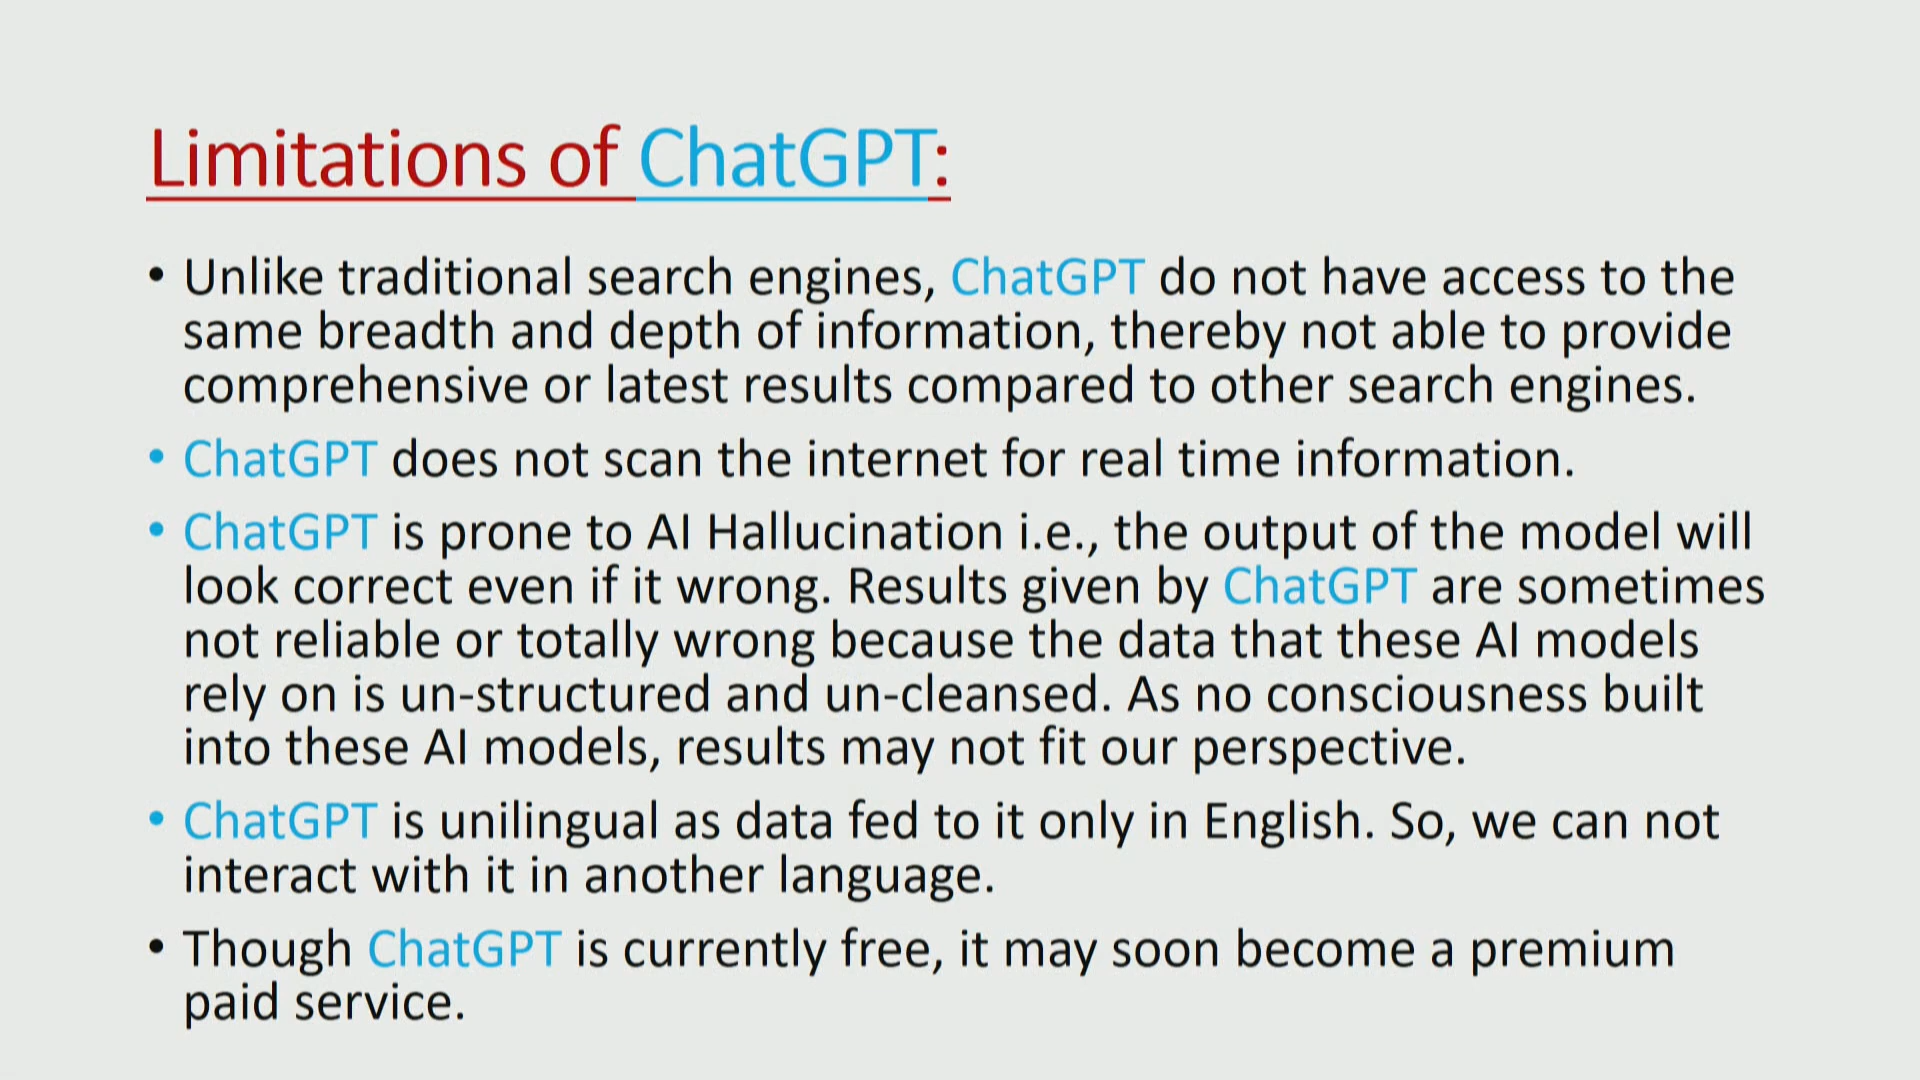 Limitations of ChatGPT:
• Unlike traditional search engines, ChatGPT do not have access to the
same breadth and depth of information, thereby not able to provide
comprehensive or latest results compared to other search engines.
• ChatGPT does not scan the internet for real time information.
• ChatGPT is prone to AI Hallucination i.e., the output of the model will
look correct even if it wrong. Results given by ChatGPT are sometimes
not reliable or totally wrong because the data that these AI models
rely on is un-structured and un-cleansed. As no consciousness built
into these AI models, results may not fit our perspective.
• ChatGPT is unilingual as data fed to it only in English. So, we can not
interact with it in another language.
• Though ChatGPT is currently free, it may soon become a premium
paid service.